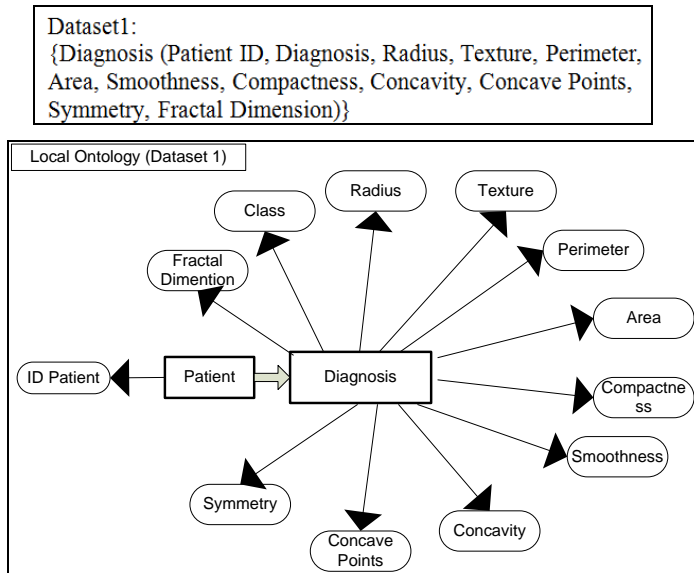 Dataset1:
{Diagnosis (Patient ID, Diagnosis, Radius, Texture, Perimeter,
Area, Smoothness, Compactness, Concavity, Concave Points,
Symmetry, Fractal Dimension)}
Local Ontology (Dataset 1)
Radius
Texture
Class
Perimeter
Fractal
Dimention
Area
ID Patient
Patient
Diagnosis
Compactne
ss
Smoothness
Symmetry
Concavity
Concave
Points